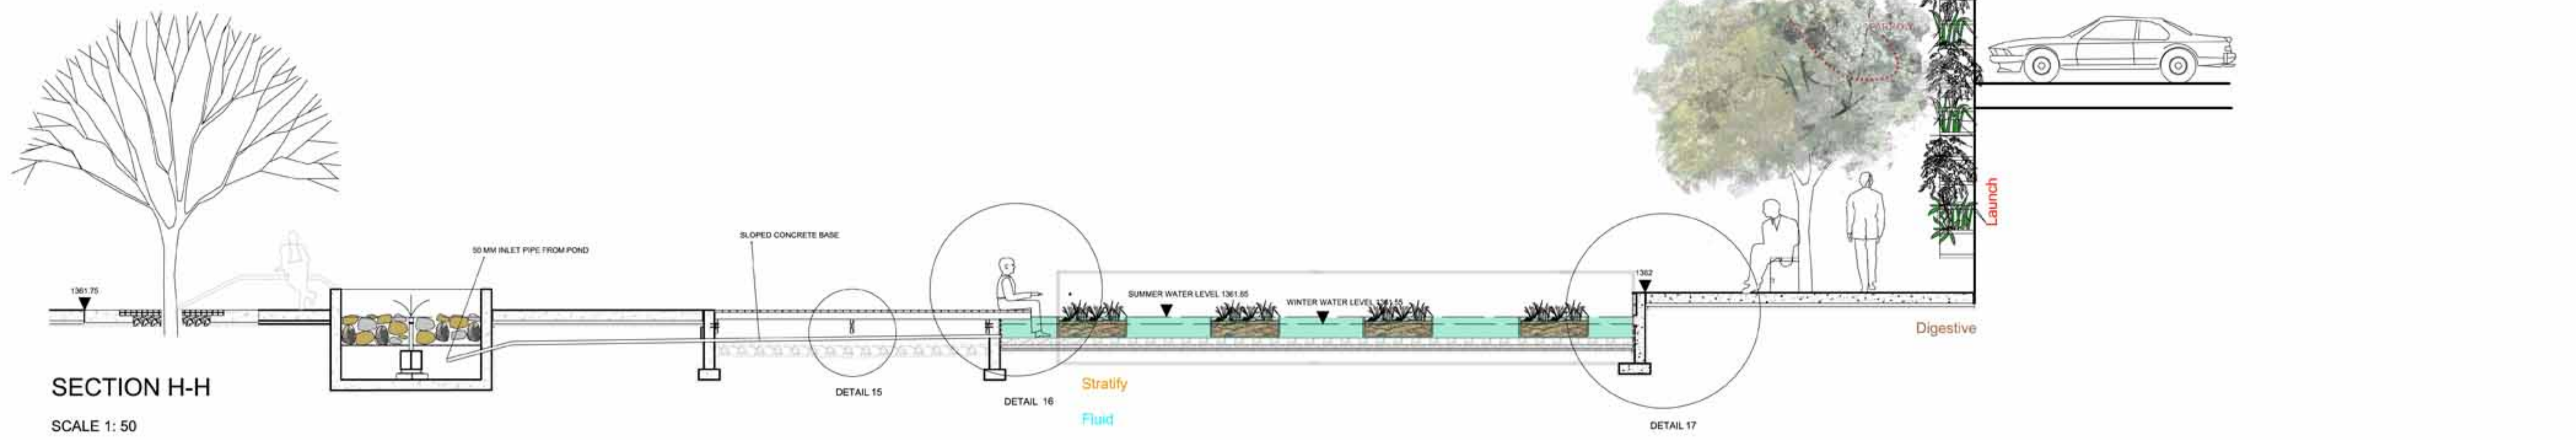 1361.75
50 MM INLET PIPE FROM POND
SLOPED CONCRETE BASE
SUMMER WATER LEVEL 1361.65
WINTER WATER LEVEL
1362
Launch
Digestive
DETAIL 15
DETAIL 16
DETAIL 17
Stratify
Fluid
SECTION H-H
SCALE 1: 50